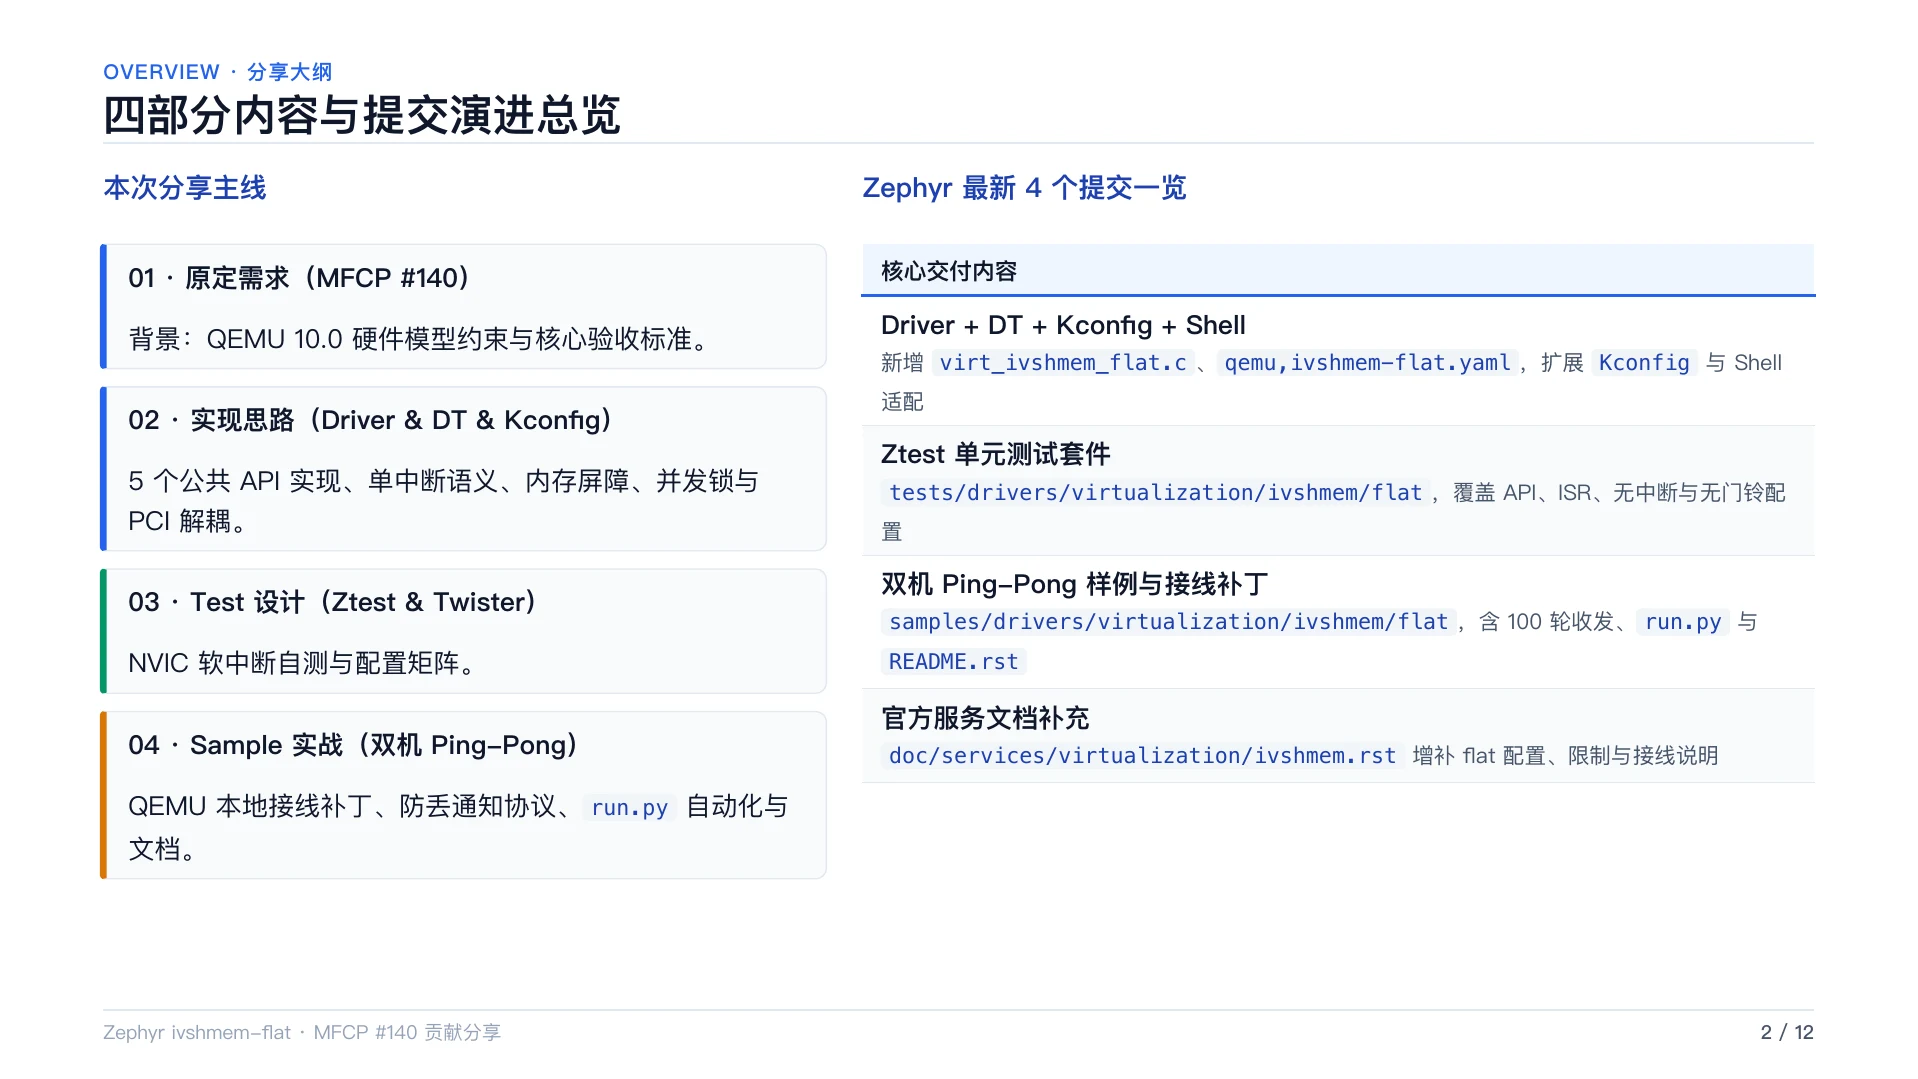 OVERVIEW · 分享大纲
四部分内容与提交演进总览
本次分享主线
01 · 原定需求（MFCP #140）
背景：QEMU 10.0 硬件模型约束与核心验收标准。
02 · 实现思路（Driver & DT & Kconfig）
5 个公共 API 实现、单中断语义、内存屏障、并发锁与
PCI 解耦。
03 · Test 设计（Ztest & Twister）
NVIC 软中断自测与配置矩阵。
04 · Sample 实战（双机 Ping-Pong）
QEMU 本地接线补丁、防丢通知协议、run.py 自动化与
文档。
Zephyr 最新 4 个提交一览
核心交付内容
Driver + DT + Kconfig + Shell
新增 virt_ivshmem_flat.c、qemu,ivshmem-flat.yaml，扩展 Kconfig 与 Shell
适配
Ztest 单元测试套件
tests/drivers/virtualization/ivshmem/flat，覆盖 API、ISR、无中断与无门铃配
置
双机 Ping-Pong 样例与接线补丁
samples/drivers/virtualization/ivshmem/flat，含 100 轮收发、run.py 与
README.rst
官方服务文档补充
doc/services/virtualization/ivshmem.rst 增补 flat 配置、限制与接线说明
Zephyr ivshmem-flat · MFCP #140 贡献分享
2 / 12